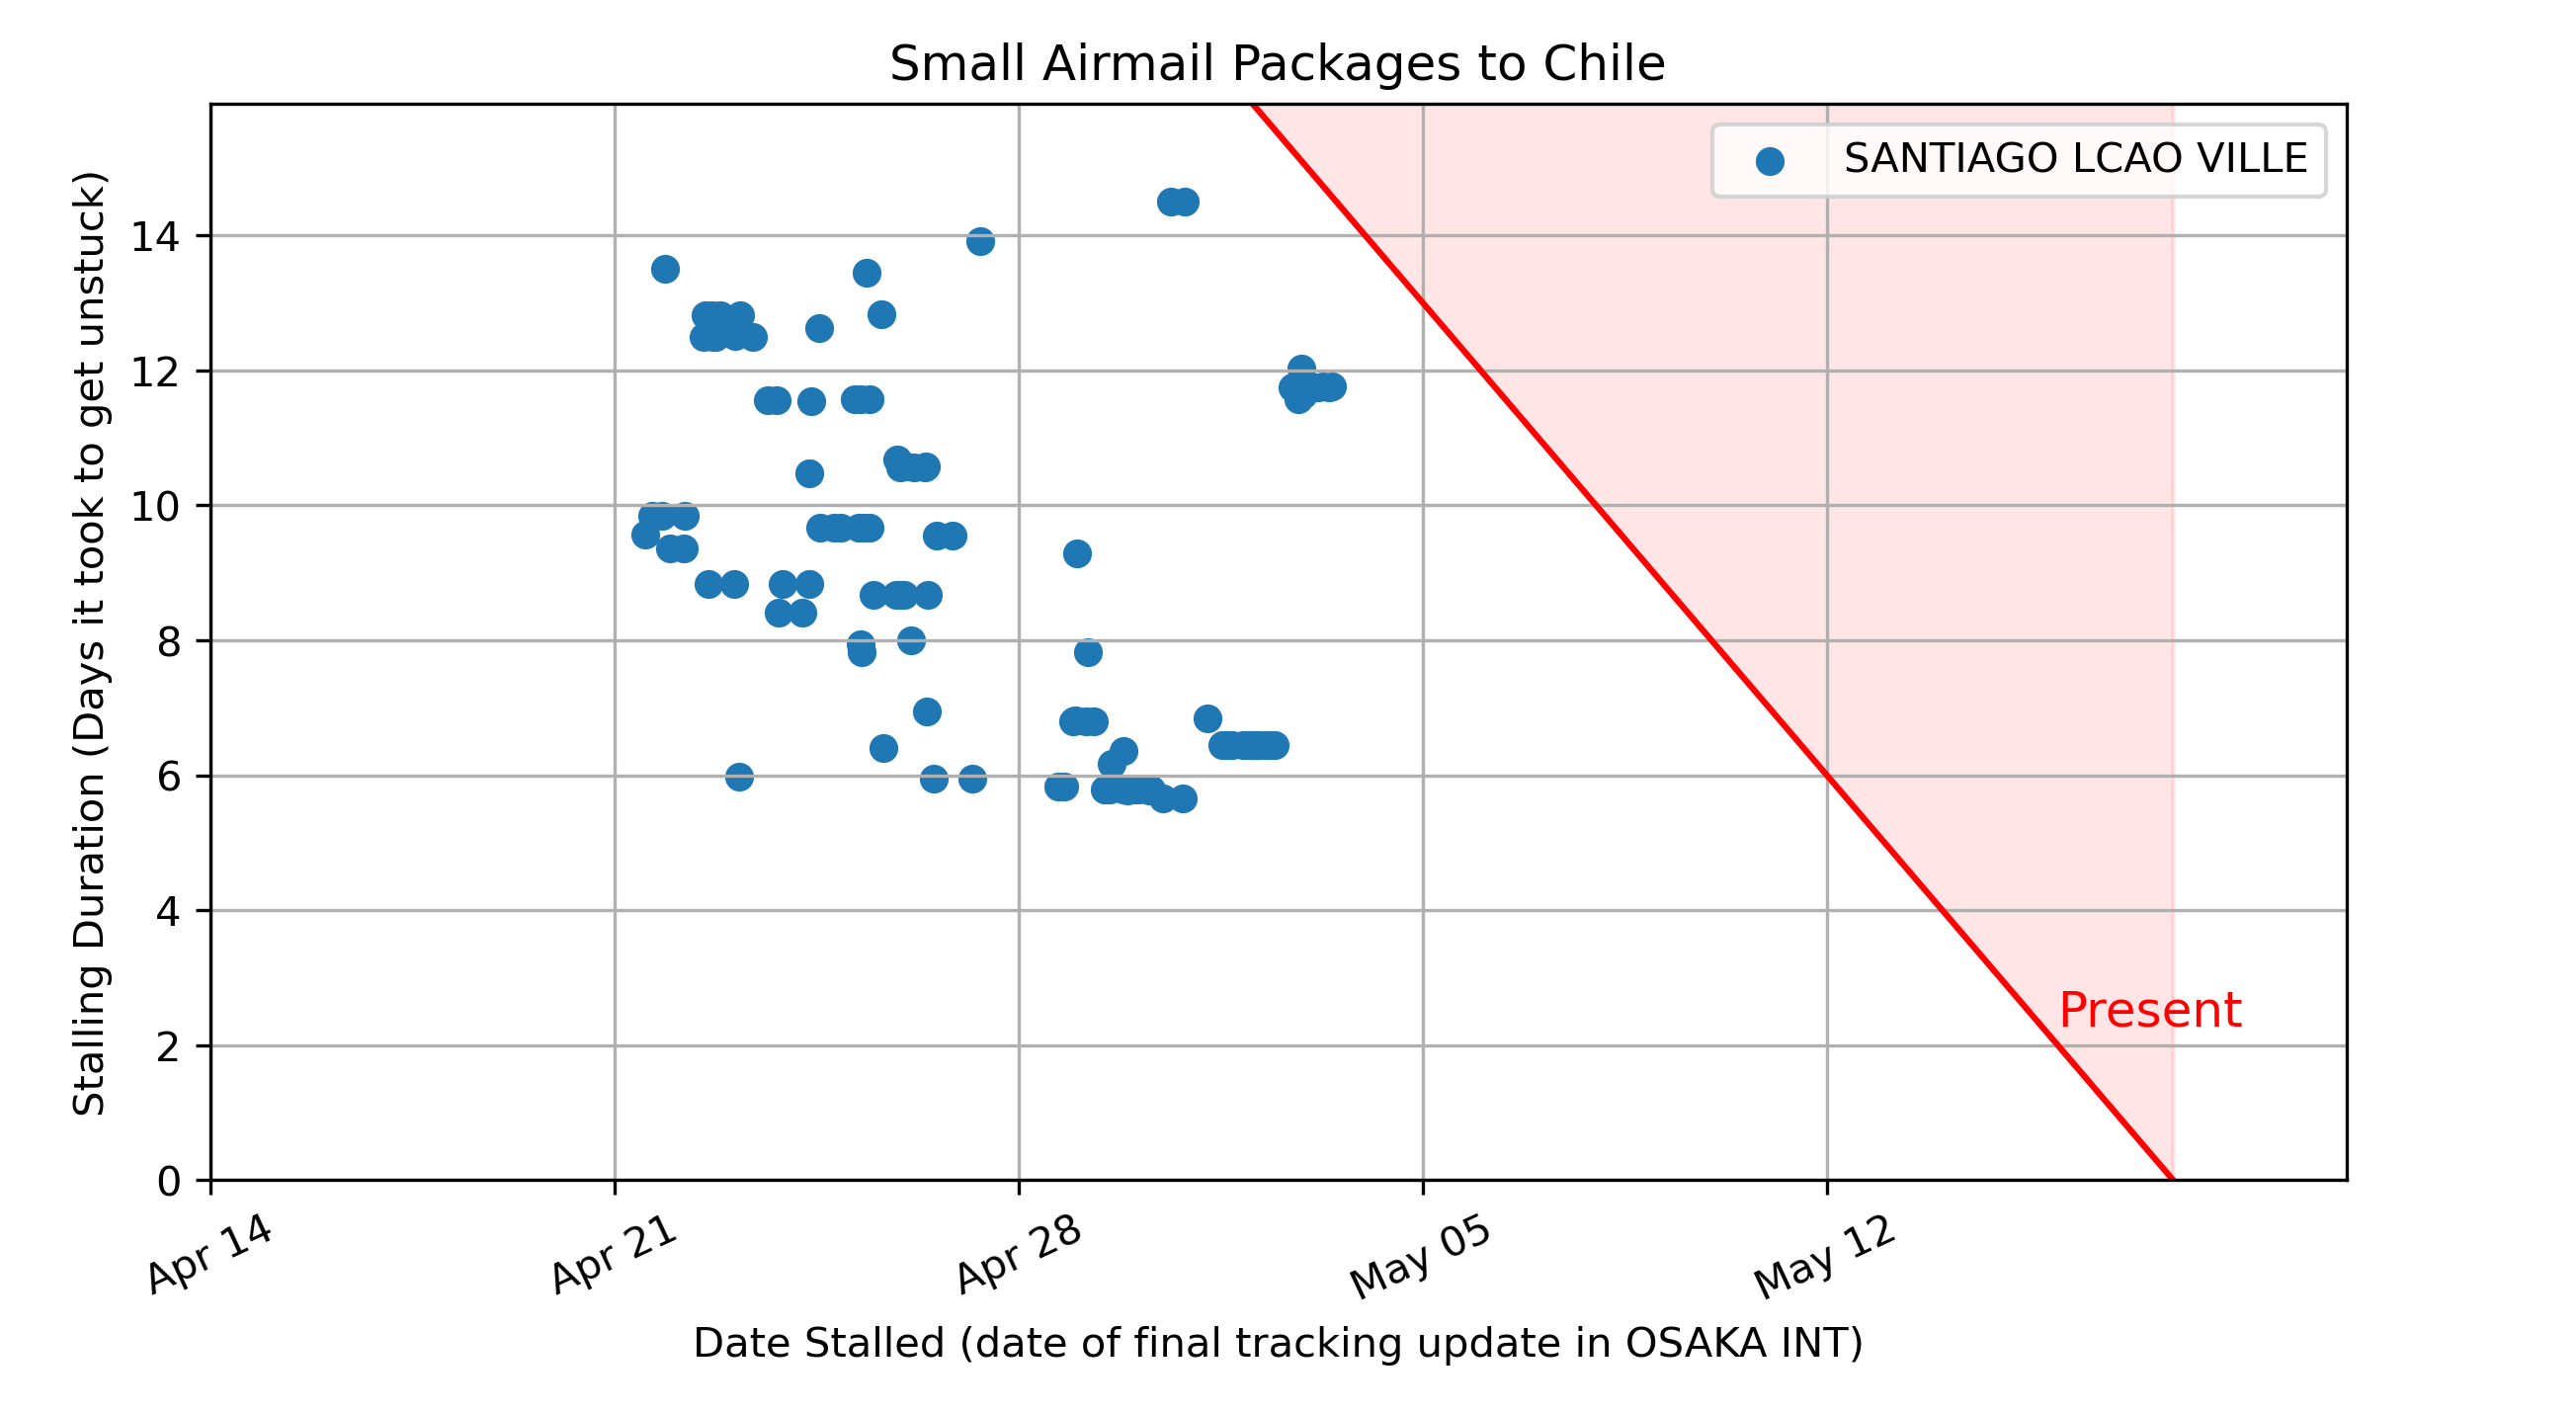 Small Airmail Packages to Chile
SANTIAGO LCAO VILLE
Stalling Duration (Days it took to get unstuck)
14
12
10
8
6
4
2
0
Present
Apr 14
Apr 21
Apr 28
May 05
May 12
Date Stalled (date of final tracking update in OSAKA INT)